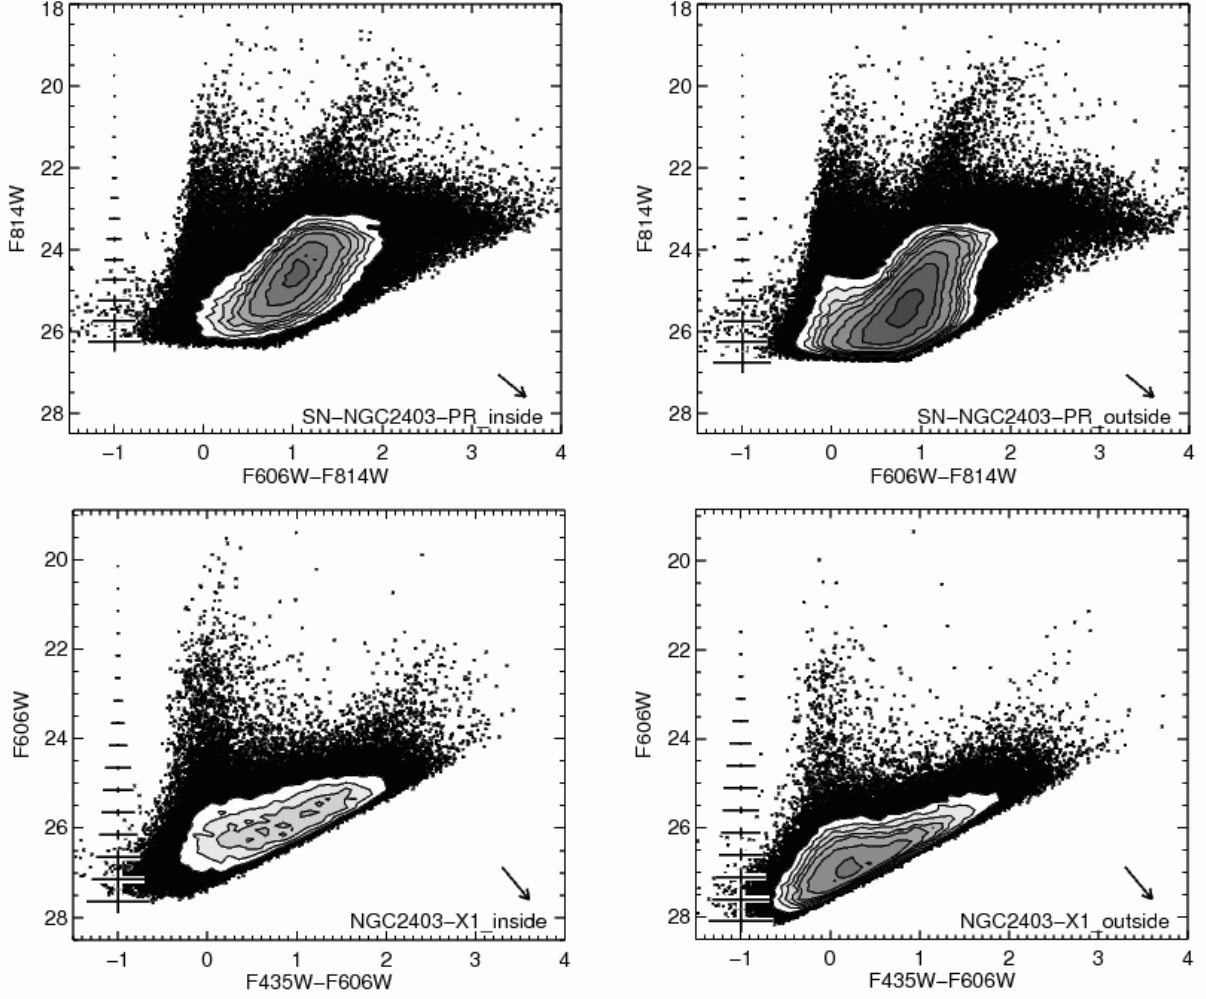 18
20
22
24
26
28
F814W
−1 0 1 2 3 4
F606W−F814W
SN−NGC2403−PR_inside
18
20
22
24
26
28
F814W
−1 0 1 2 3 4
F606W−F814W
SN−NGC2403−PR_outside
20
22
24
26
28
F606W
−1 0 1 2 3 4
F435W−F606W
NGC2403−X1_inside
20
22
24
26
28
F606W
−1 0 1 2 3 4
F435W−F606W
NGC2403−X1_outside